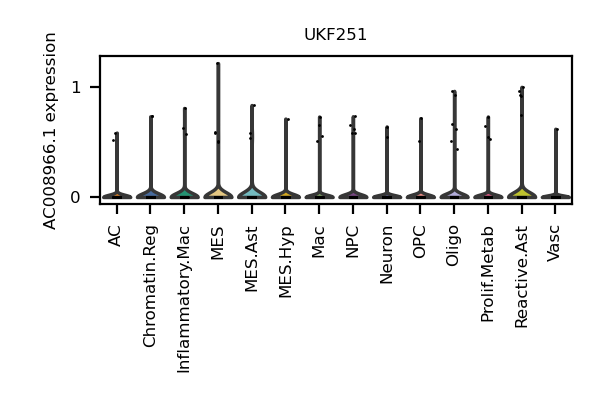 UKF251
AC008966.1 expression
1
0
AC
Chromatin.Reg
Inflammatory.Mac
MES
MES.Ast
MES.Hyp
Mac
NPC
Neuron
OPC
Oligo
Prolif.Metab
Reactive.Ast
Vasc